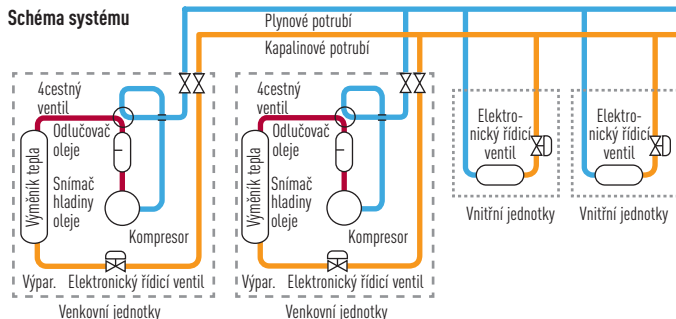 Schéma systému
Plynové potrubí
Kapalinové potrubí
4cestný
ventil
Odlučovač
oleje
Výměník tepla
Snímač
hladiny
oleje
Kompresor
Výpar.
Elektronický řídicí ventil
Venkovní jednotky
4cestný
ventil
Odlučovač
oleje
Výměník tepla
Snímač
hladiny
oleje
Kompresor
Výpar.
Elektronický řídicí ventil
Venkovní jednotky
Elektro-
nický řídicí
ventil
Vnitřní jednotky
Elektro-
nický řídicí
ventil
Vnitřní jednotky